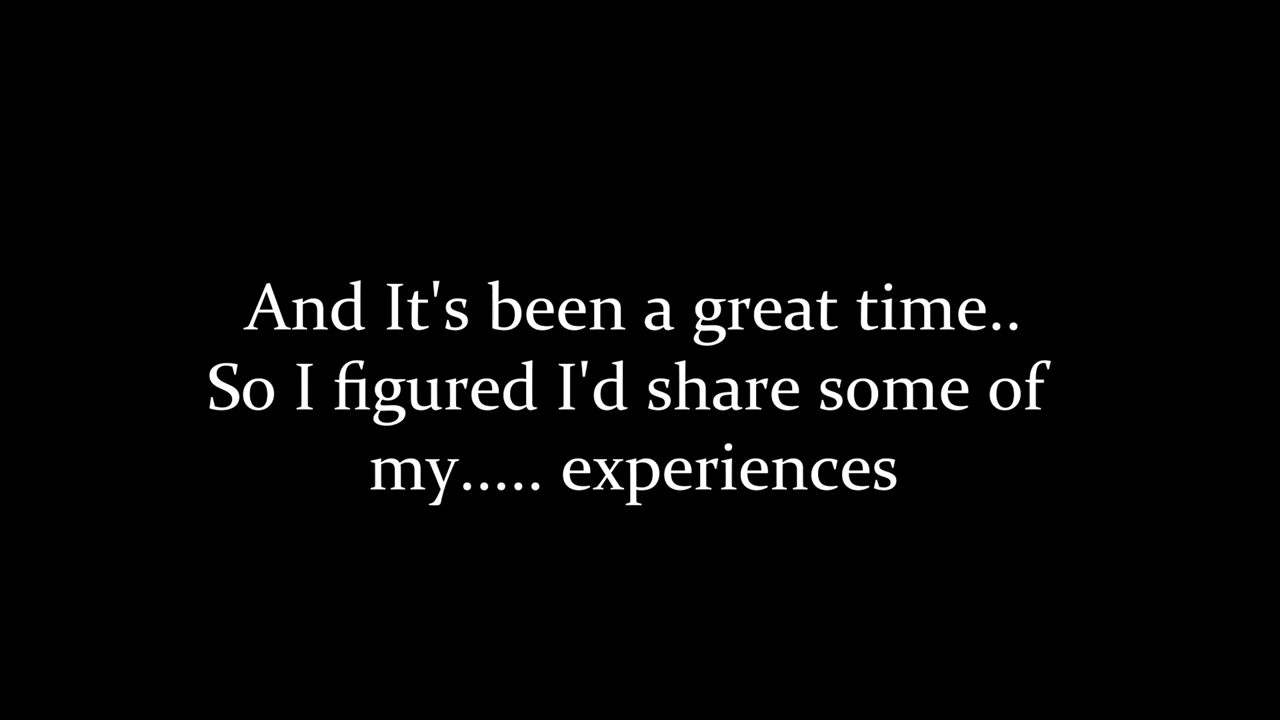 And It's been a great time..
So I figured I'd share some of
my..... experiences